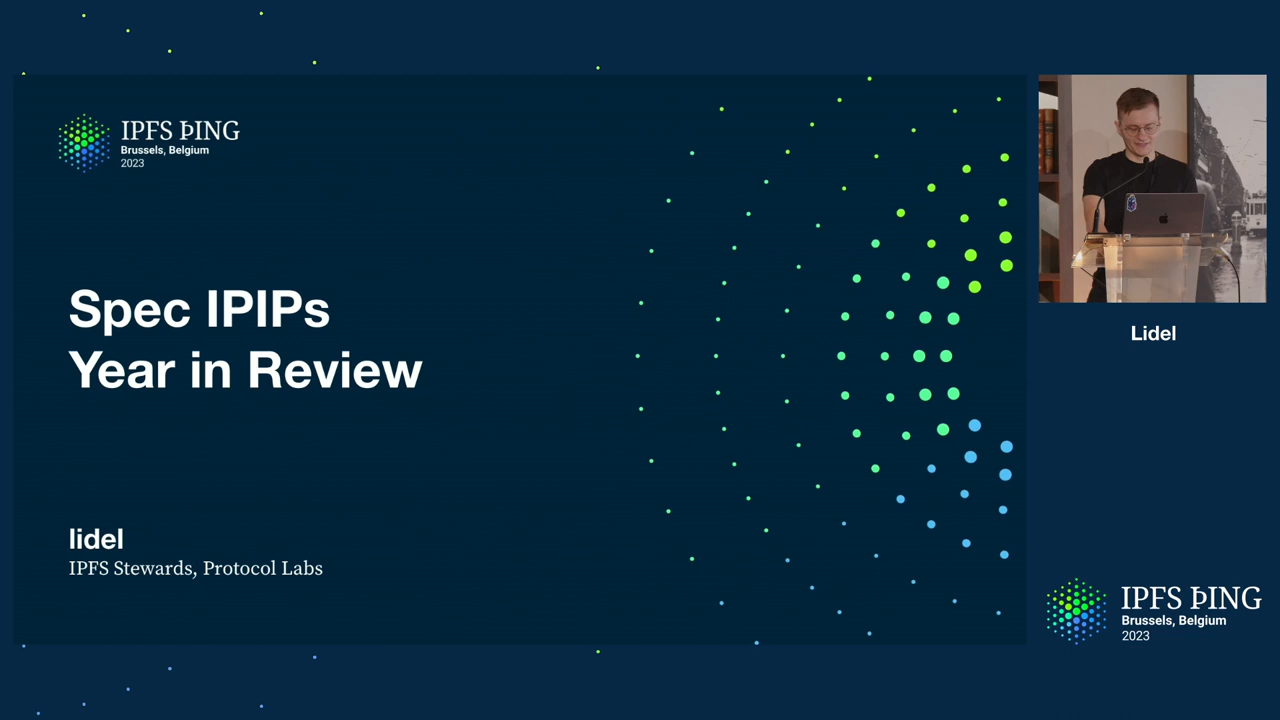 IPFS ÞING
Brussels, Belgium
2023
Spec IPIPs
Year in Review
lidel
IPFS Stewards, Protocol Labs
Lidel
IPFS ÞING
Brussels, Belgium
2023